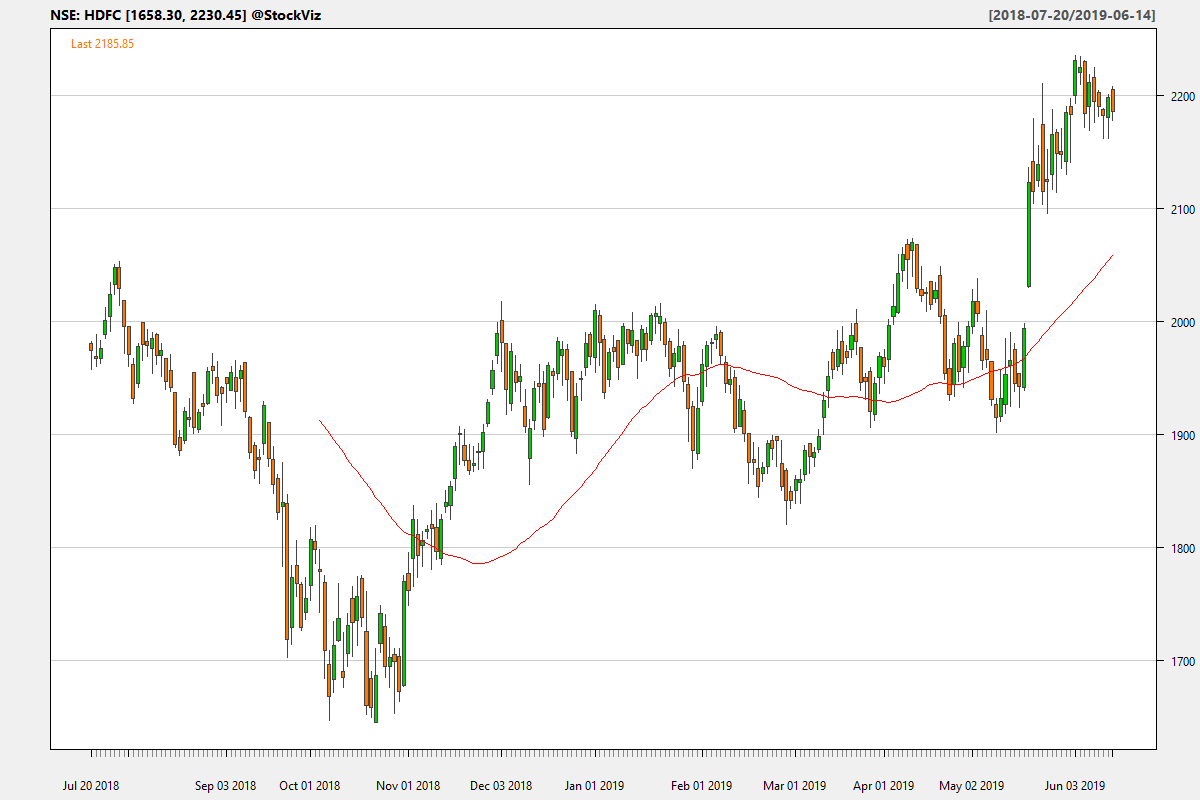 NSE: HDFC [1658.30, 2230.45] @StockViz
[2018-07-20/2019-06-14]
Last 2185.85
2200
2100
2000
1900
1800
1700
Jul 20 2018 Sep 03 2018 Oct 01 2018 Nov 01 2018 Dec 03 2018 Jan 01 2019 Feb 01 2019 Mar 01 2019 Apr 01 2019 May 02 2019 Jun 03 2019